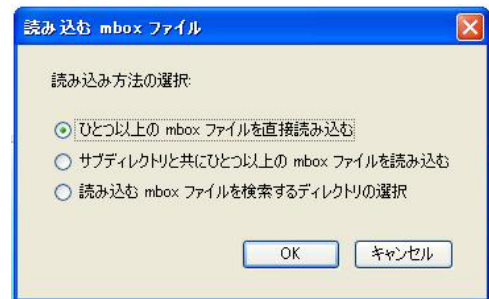 読み込む mbox ファイル
読み込み方法の選択:
ひとつ以上の mbox ファイルを直接読み込む
サブディレクトリと共にひとつ以上の mbox ファイルを読み込む
読み込む mbox ファイルを検索するディレクトリの選択
OK
キャンセル